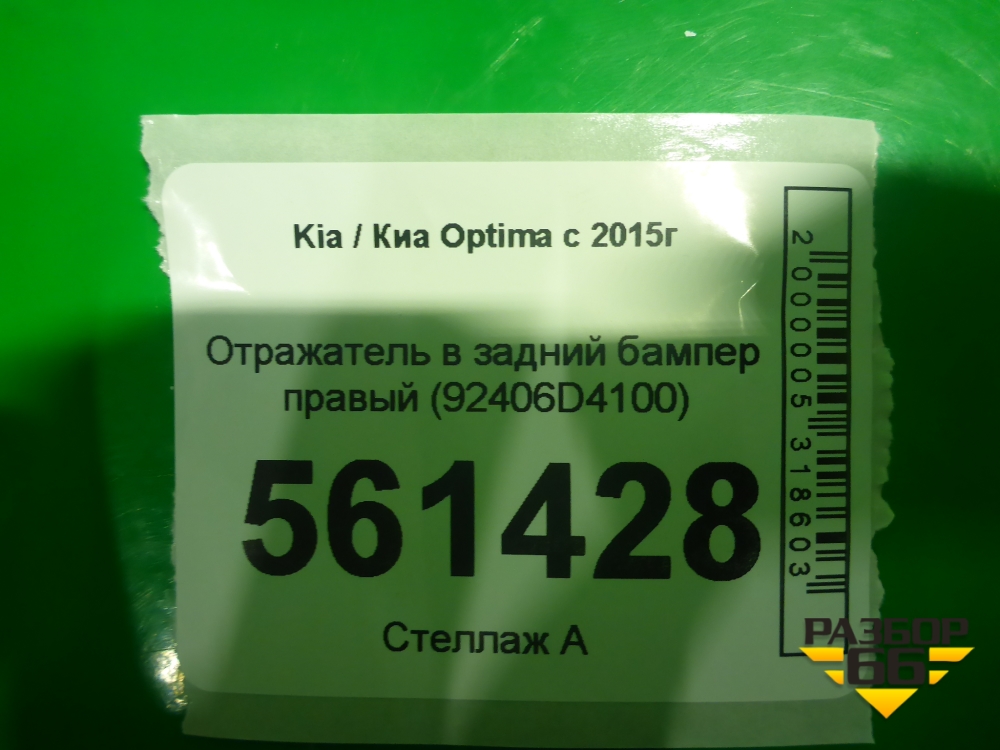 Kia / Киа Optima с 2015г
Отражатель в задний бампер
правый (92406D4100)
561428
Стеллаж А
2 000005 318603
РАЗБОР
66